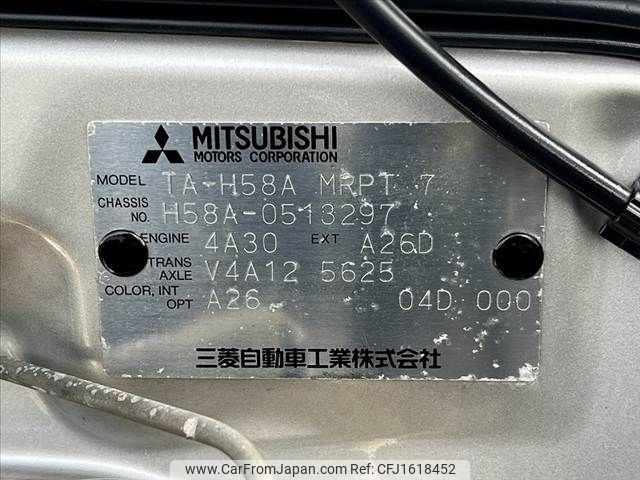 MITSUBISHI
MOTORS CORPORATION
MODEL TA-H58A MRPT 7
CHASSIS NO. H58A-0513297
ENGINE 4A30 EXT A26D
TRANS AXLE V4A12 5625
COLOR, INT OPT A26 04D 000
三菱自動車工業株式会社
www.CarFromJapan.com - Car ID: CFJ1618452